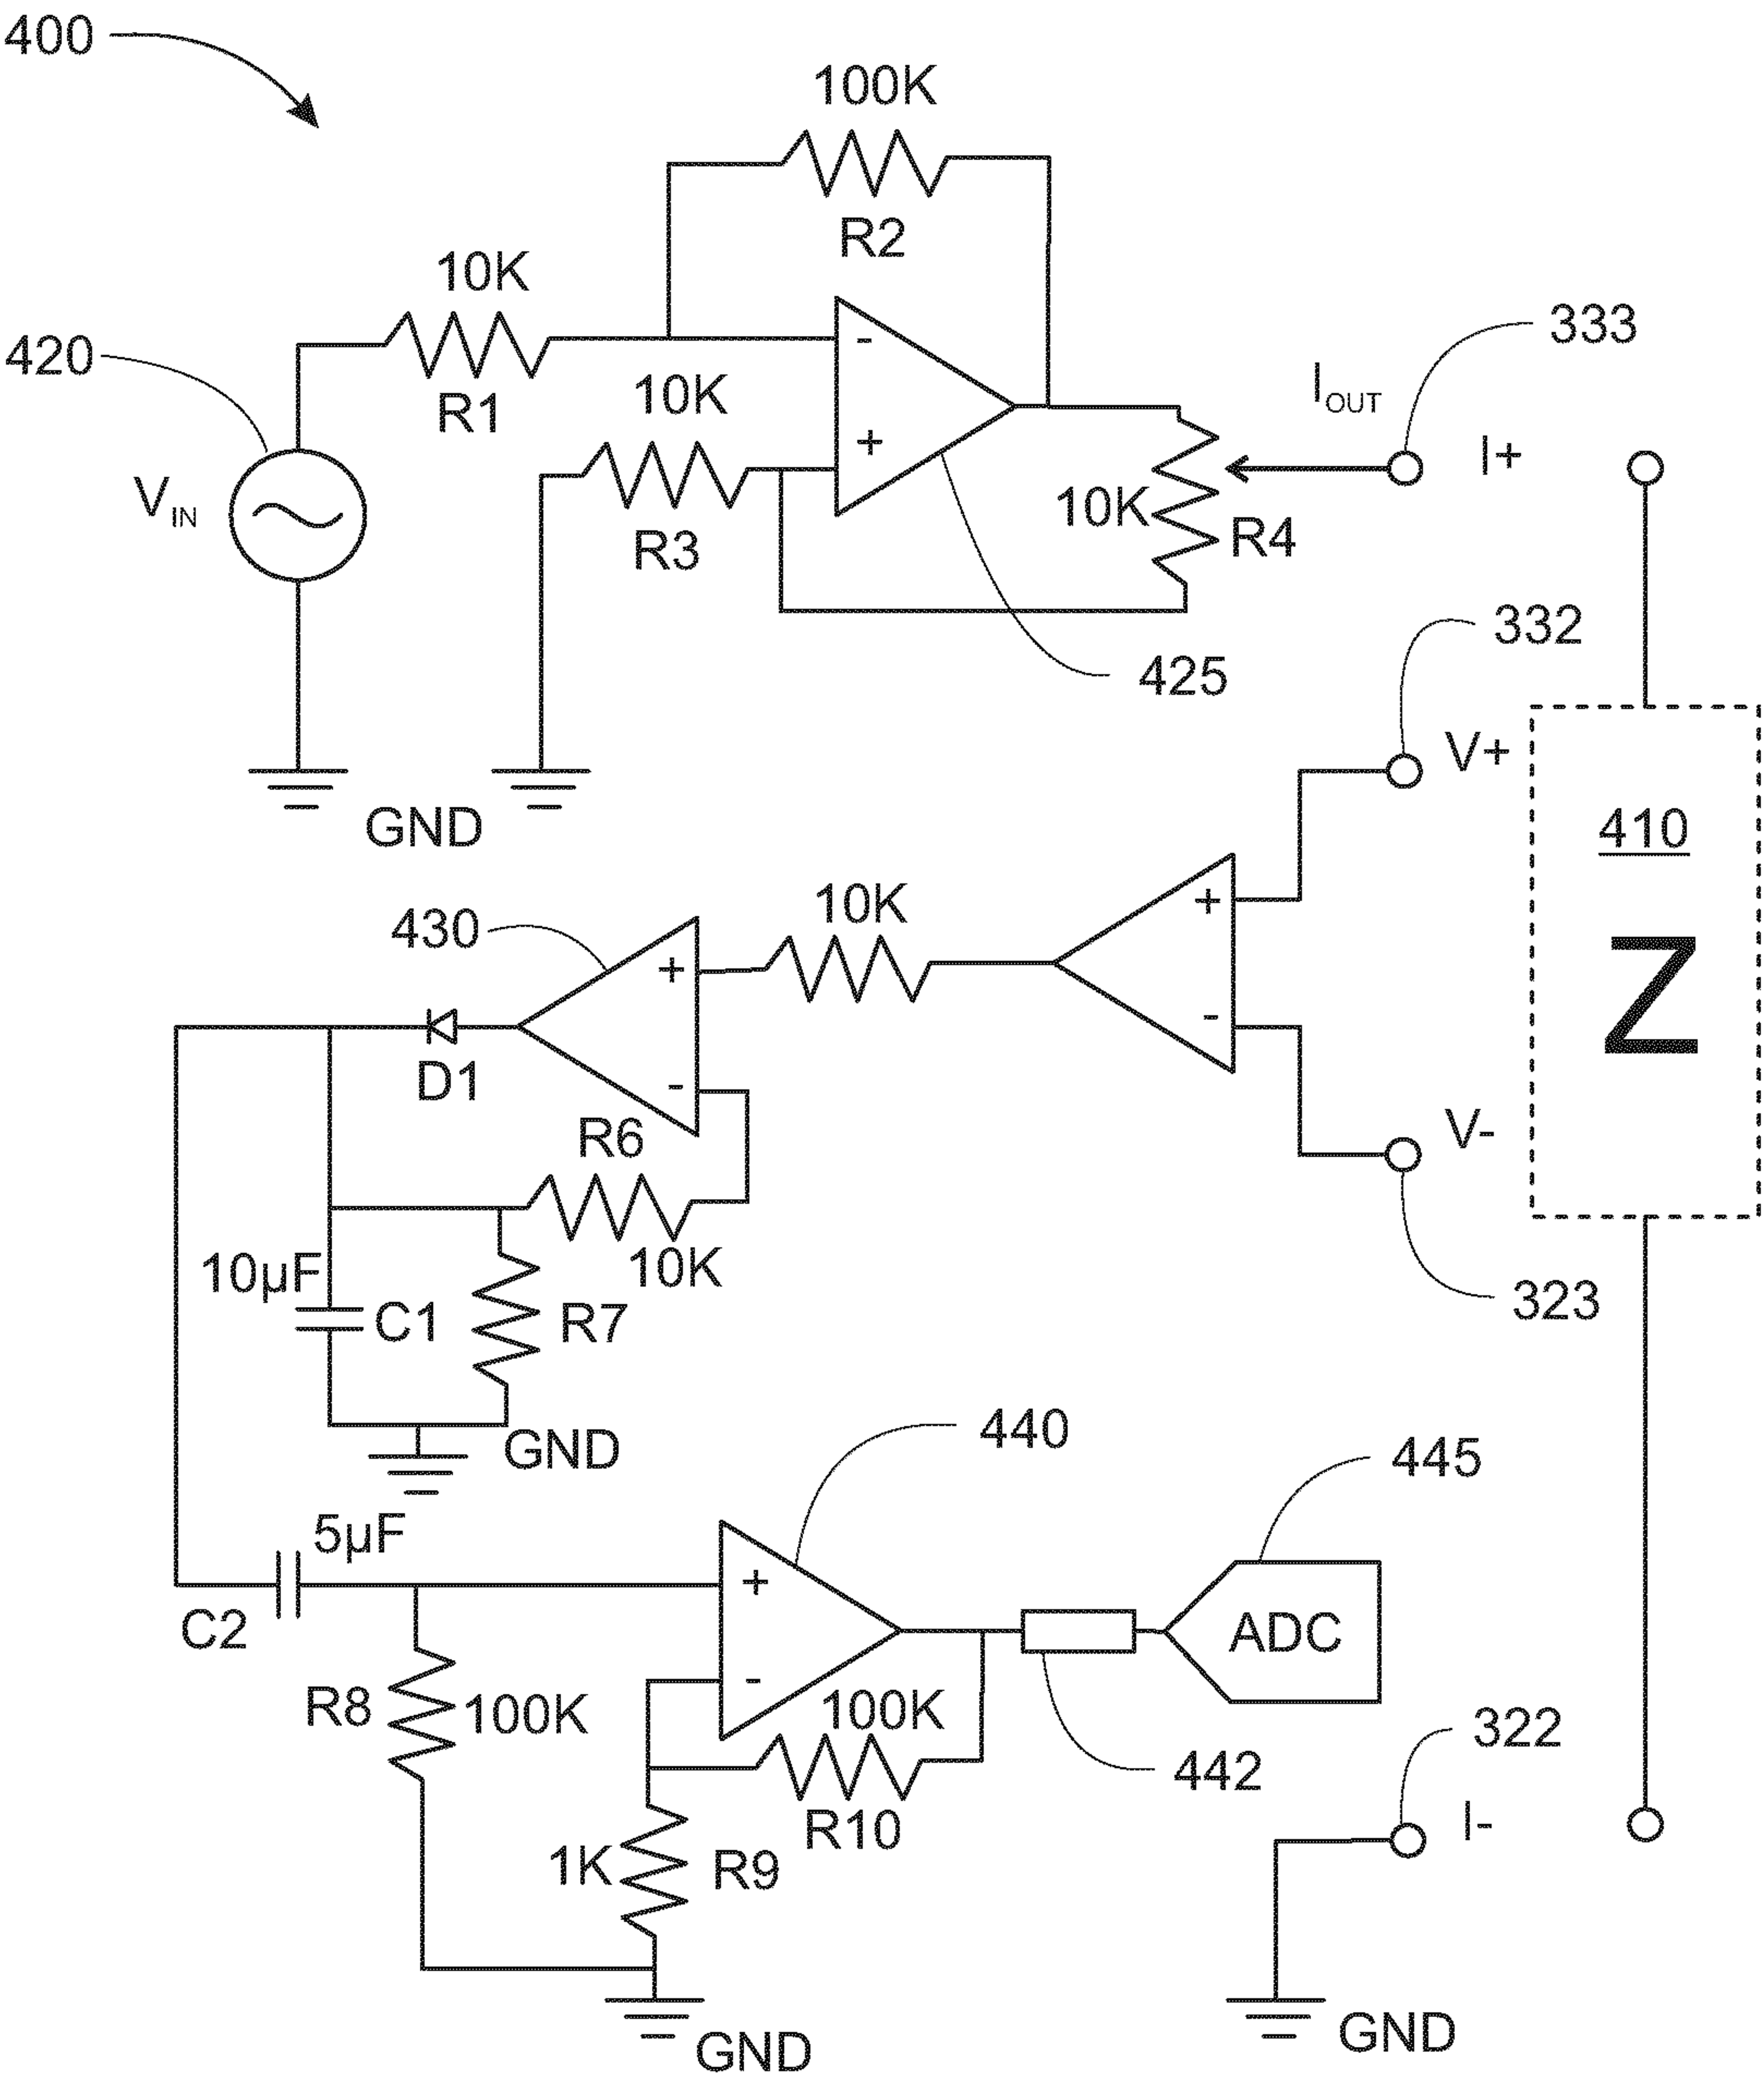 400
100K
R2
10K
R1
420
V_IN
10K
R3
I_OUT
333
I+
10K
R4
425
GND
332
V+
410
Z
V-
323
10K
430
D1
R6
10K
10µF
C1
R7
GND
440
445
5µF
C2
ADC
R8
100K
100K
R10
442
1K
R9
GND
322
I-
GND